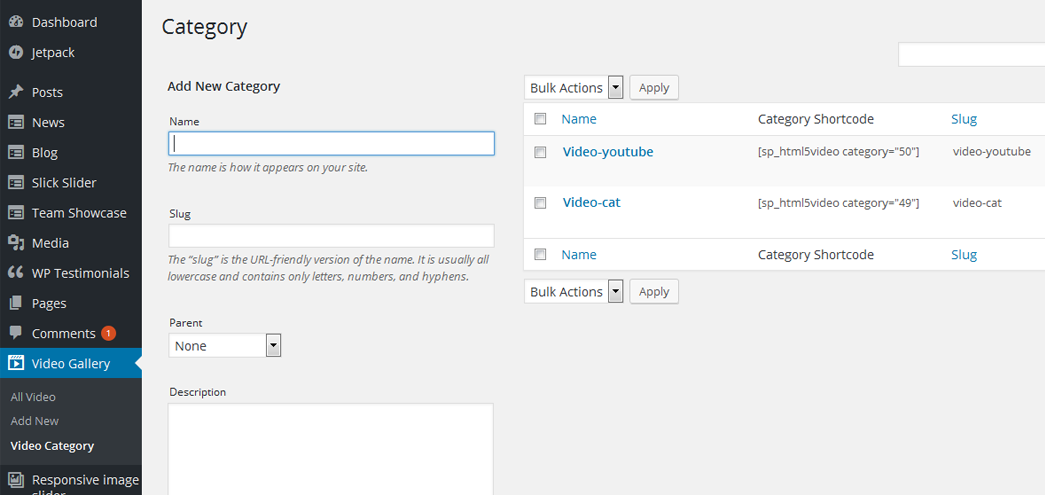 Dashboard
Jetpack
Posts
News
Blog
Slick Slider
Team Showcase
Media
WP Testimonials
Pages
Comments 1
Video Gallery
All Video
Add New
Video Category
Responsive image
slider
Category
Add New Category
Name
The name is how it appears on your site.
Slug
The “slug” is the URL-friendly version of the name. It is usually all
lowercase and contains only letters, numbers, and hyphens.
Parent
None
Description
Bulk Actions Apply
Name Category Shortcode Slug
Video-youtube [sp_html5video category="50"] video-youtube
Video-cat [sp_html5video category="49"] video-cat
Name Category Shortcode Slug
Bulk Actions Apply